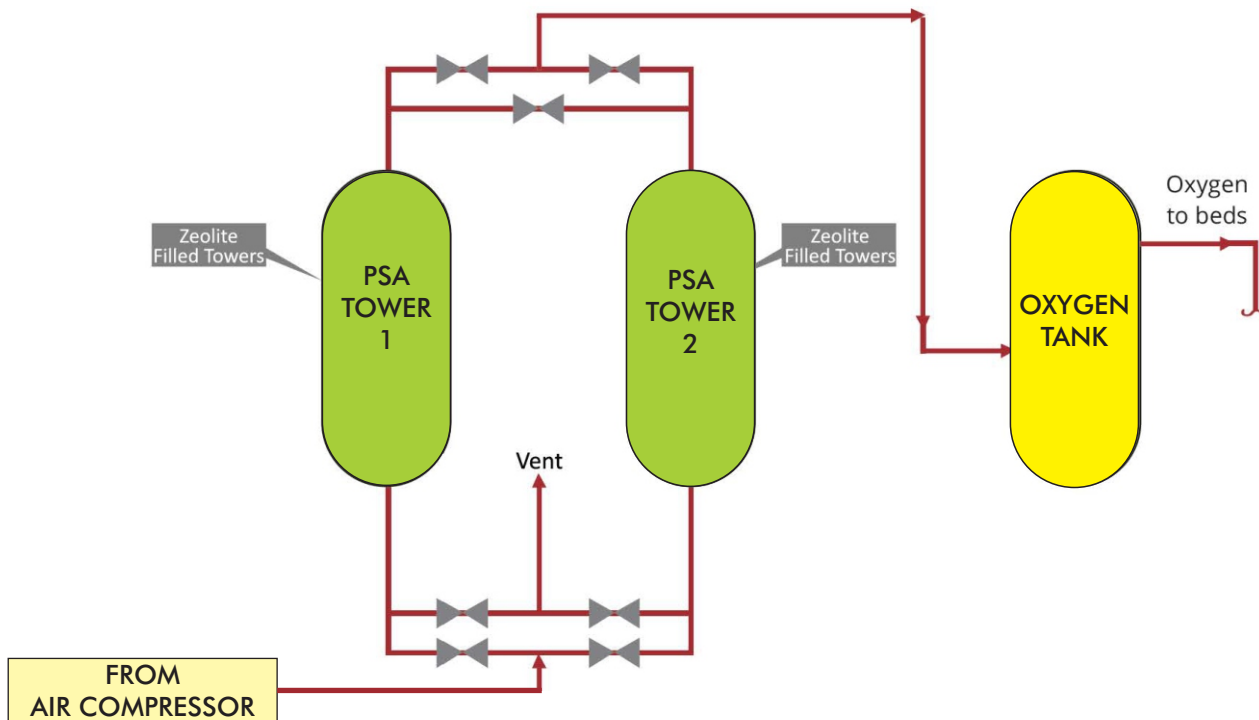 Zeolite
Filled Towers
PSA
TOWER
1
PSA
TOWER
2
Zeolite
Filled Towers
OXYGEN
TANK
Oxygen
to beds
Vent
FROM
AIR COMPRESSOR